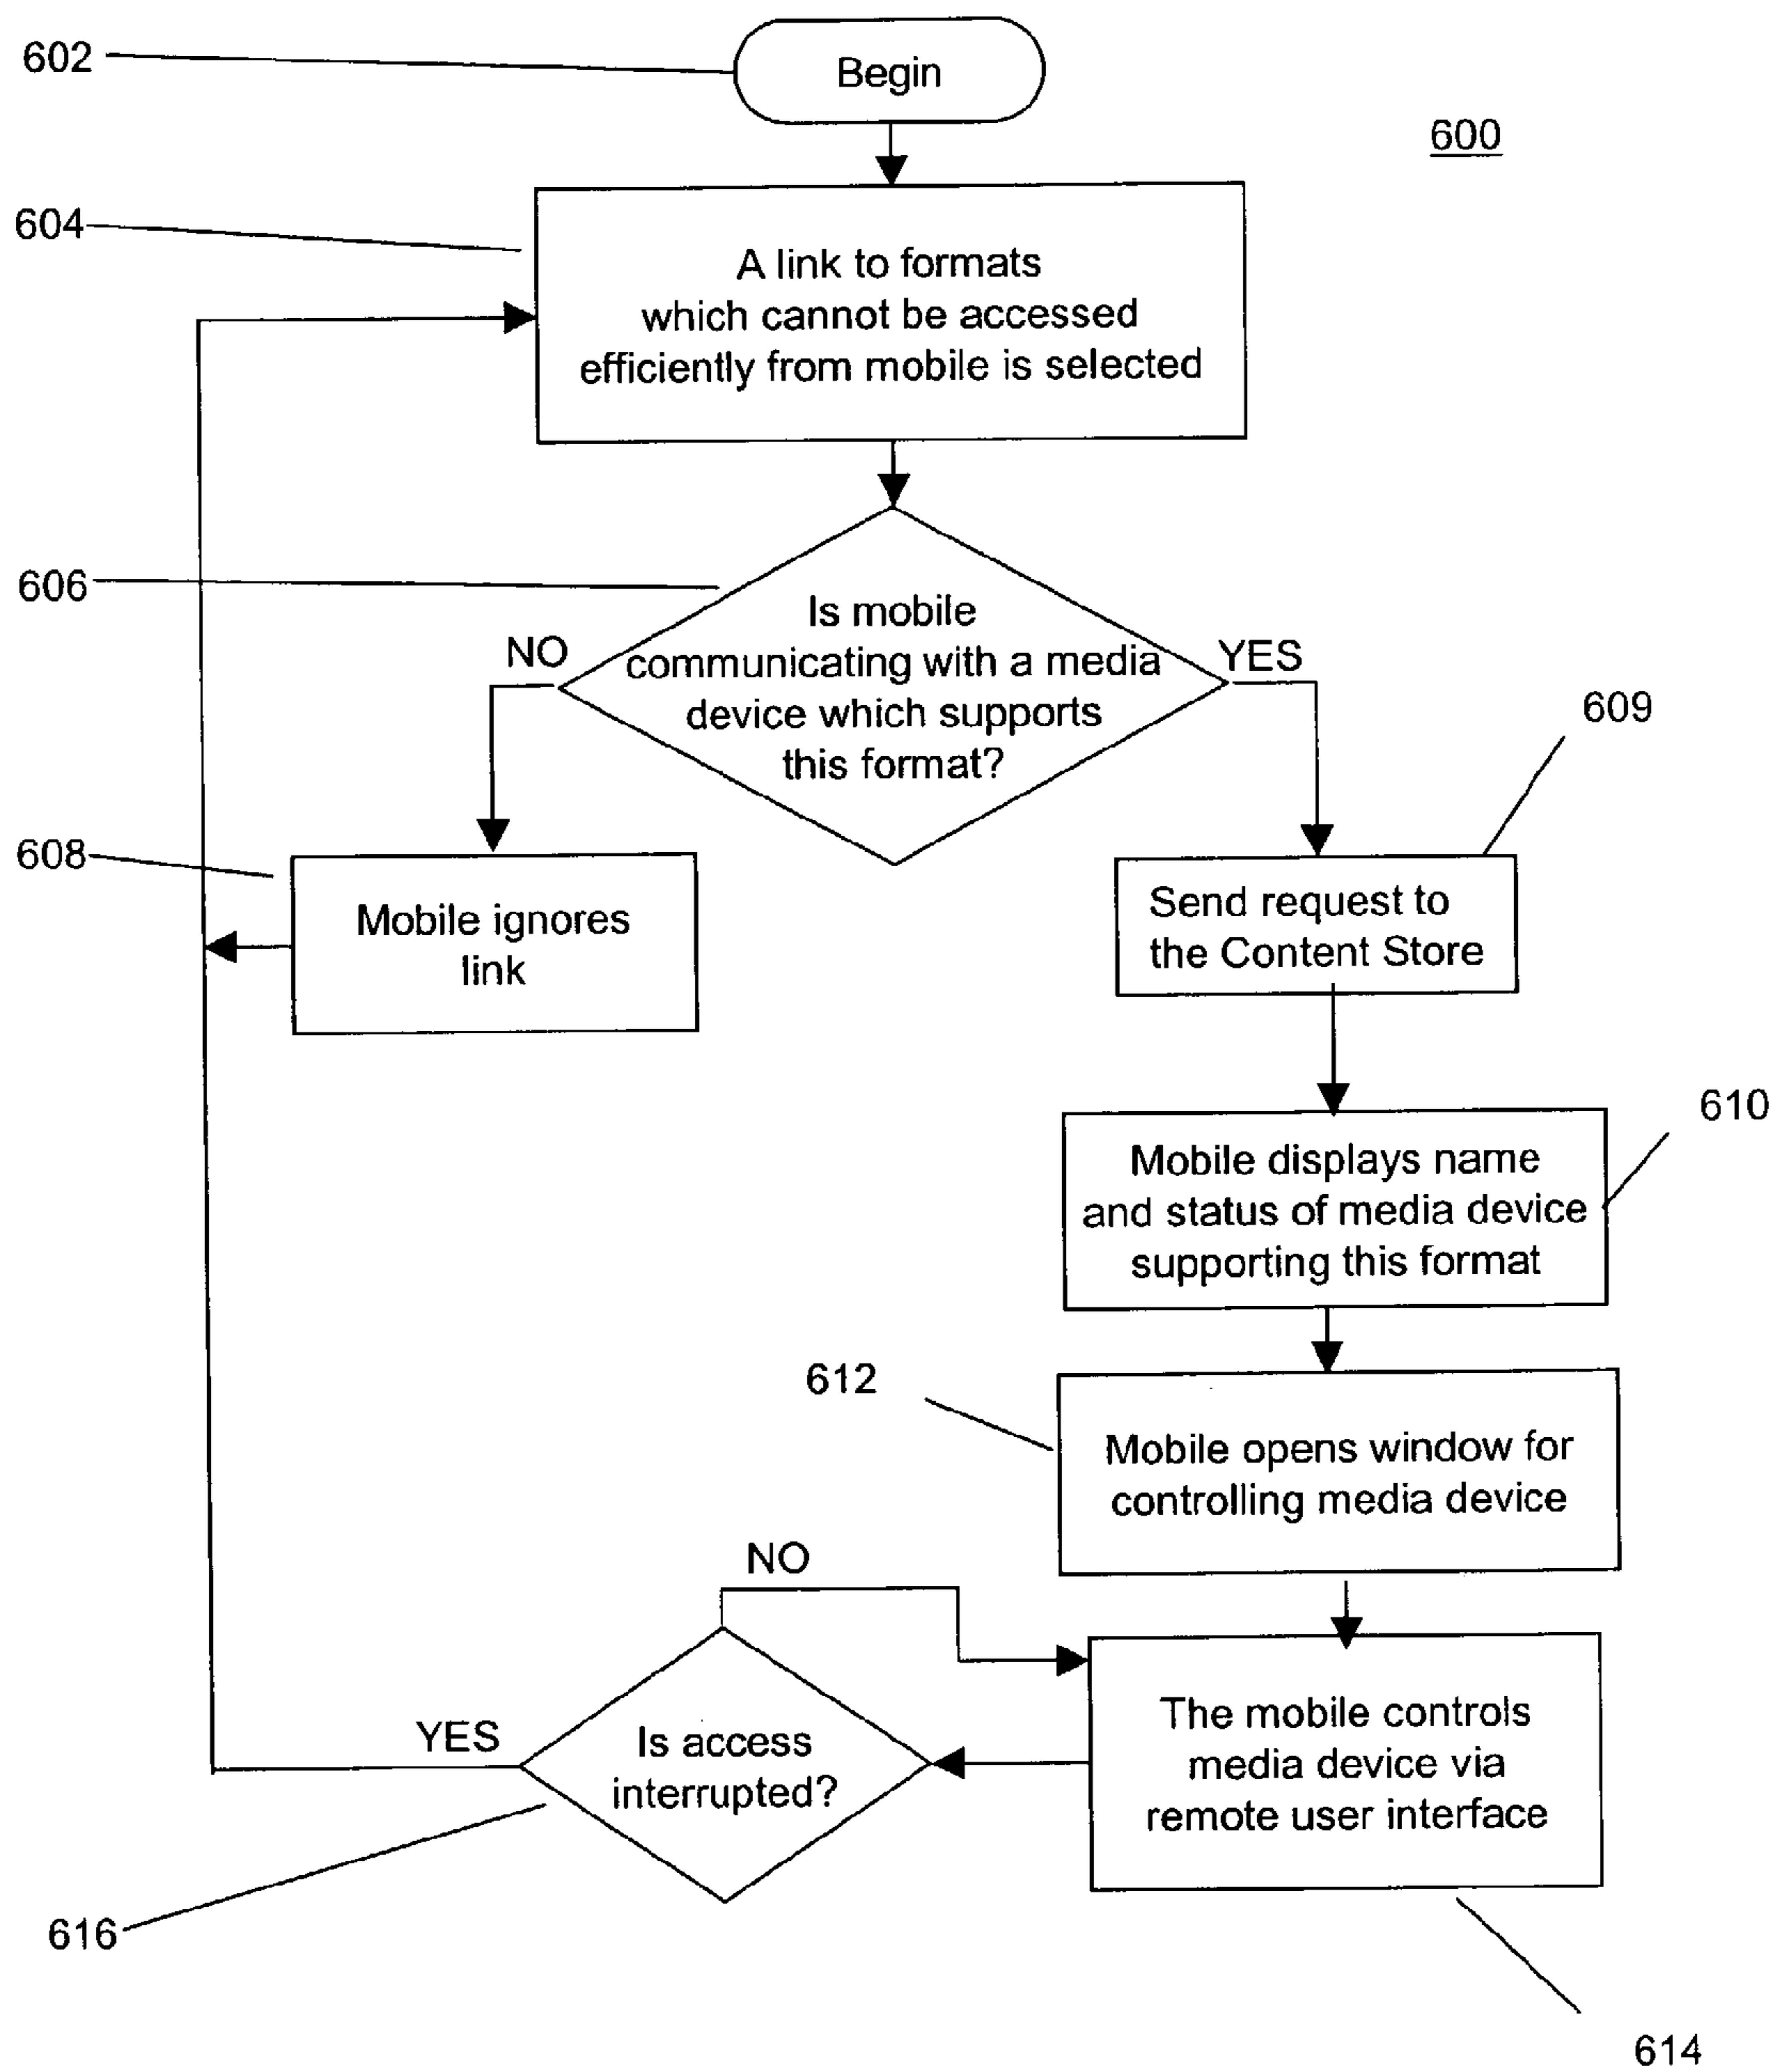 602
Begin
600
604
A link to formats
which cannot be accessed
efficiently from mobile is selected
606
Is mobile
communicating with a media
device which supports
this format?
NO
YES
609
608
Mobile ignores
link
Send request to
the Content Store
610
Mobile displays name
and status of media device
supporting this format
612
Mobile opens window for
controlling media device
NO
YES
Is access
interrupted?
The mobile controls
media device via
remote user interface
616
614